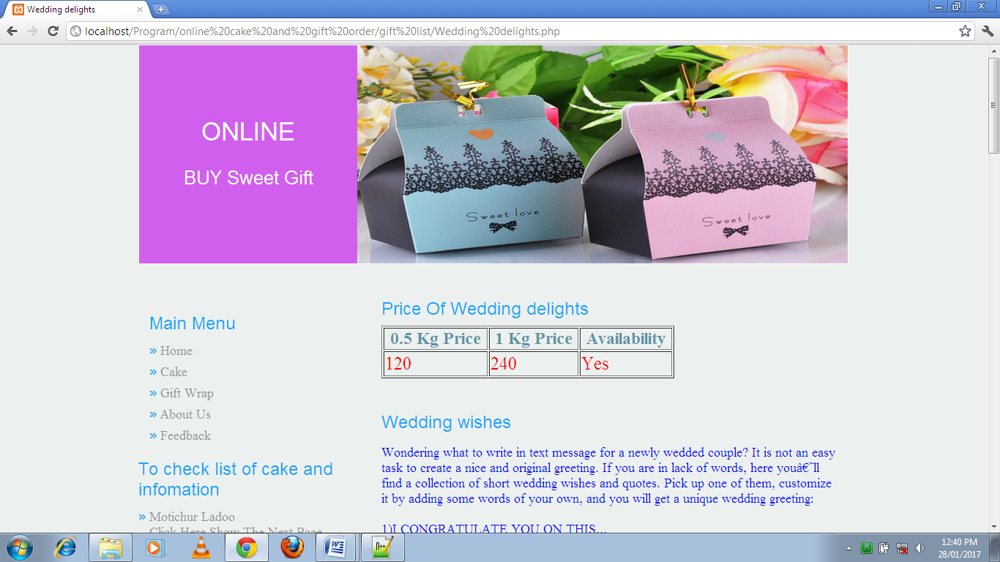 Wedding delights
localhost/Program/online%20cake%20and%20gift%20order/gift%20list/Wedding%20delights.php
ONLINE
BUY Sweet Gift
Sweet love
Sweet love
Main Menu
» Home
» Cake
» Gift Wrap
» About Us
» Feedback
To check list of cake and
infomation
» Motichur Ladoo
Click Here Show The Next Page
Price Of Wedding delights
0.5 Kg Price 1 Kg Price Availability
120 240 Yes
Wedding wishes
Wondering what to write in text message for a newly wedded couple? It is not an easy
task to create a nice and original greeting. If you are in lack of words, here youâ€˜ll
find a collection of short wedding wishes and quotes. Pick up one of them, customize
it by adding some words of your own, and you will get a unique wedding greeting:
1)I CONGRATULATE YOU ON THIS...
12:40 PM
28/01/2017